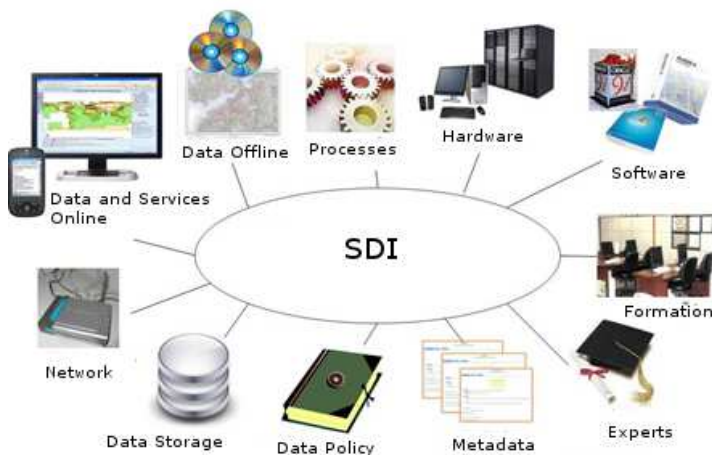 Data Offline
Processes
Hardware
Software
Data and Services
Online
SDI
Formation
Network
Data Storage
Data Policy
Metadata
Experts